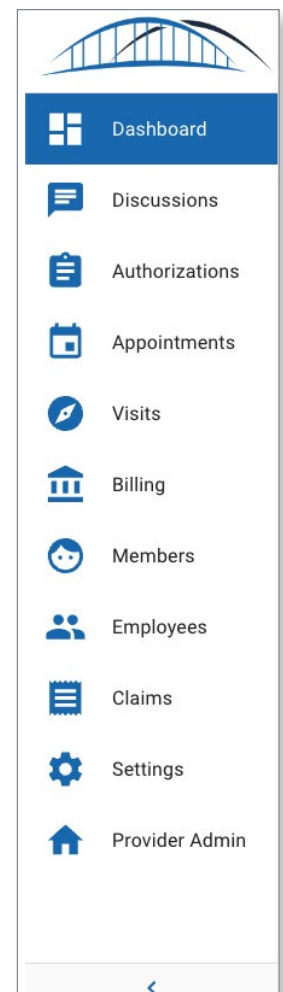 Dashboard
Discussions
Authorizations
Appointments
Visits
Billing
Members
Employees
Claims
Settings
Provider Admin